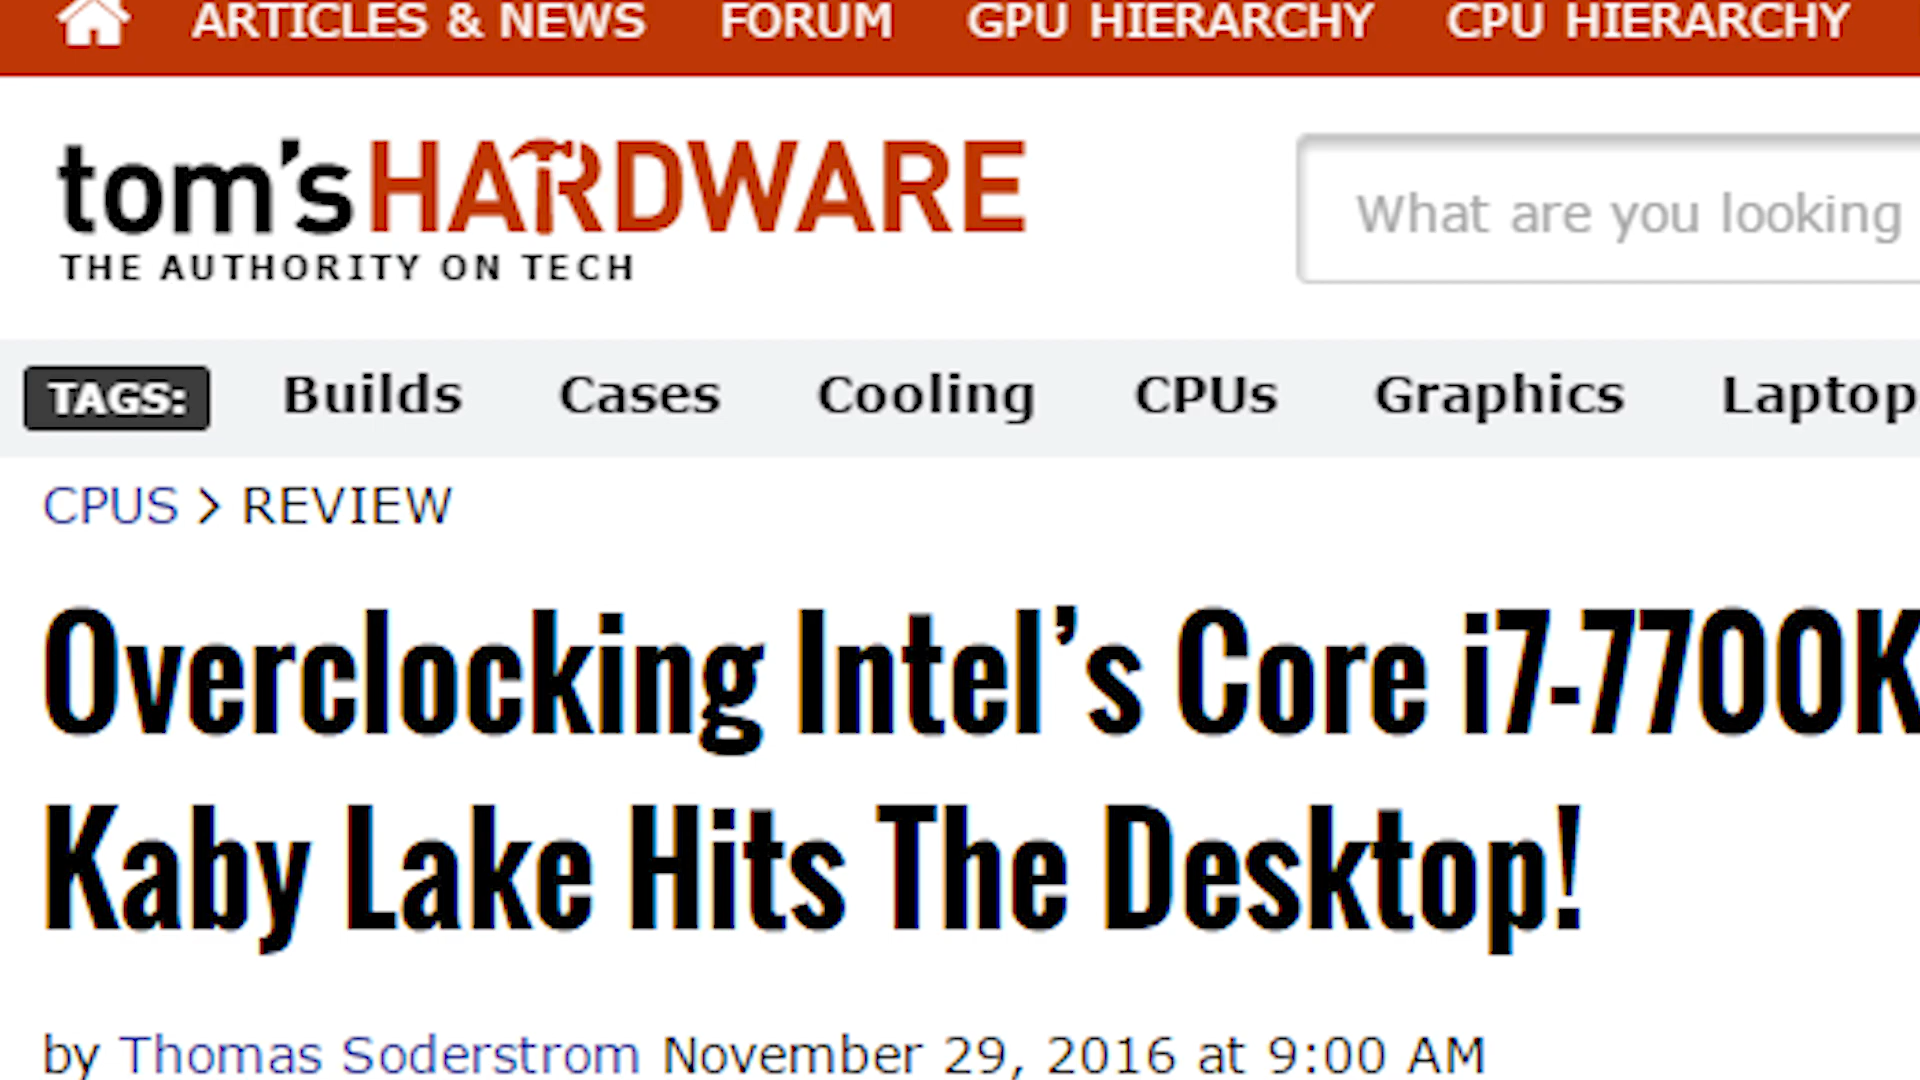 ARTICLES & NEWS FORUM GPU HIERARCHY CPU HIERARCHY
tom's HARDWARE
THE AUTHORITY ON TECH
What are you looking
TAGS: Builds Cases Cooling CPUs Graphics Laptop
CPUS > REVIEW
Overclocking Intel’s Core i7-7700K
Kaby Lake Hits The Desktop!
by Thomas Soderstrom November 29, 2016 at 9:00 AM